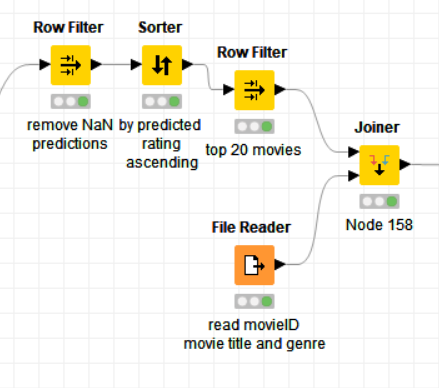 Row Filter
Sorter
Row Filter
remove NaN
predictions
by predicted
rating
ascending
top 20 movies
Joiner
Node 158
File Reader
read movieID
movie title and genre